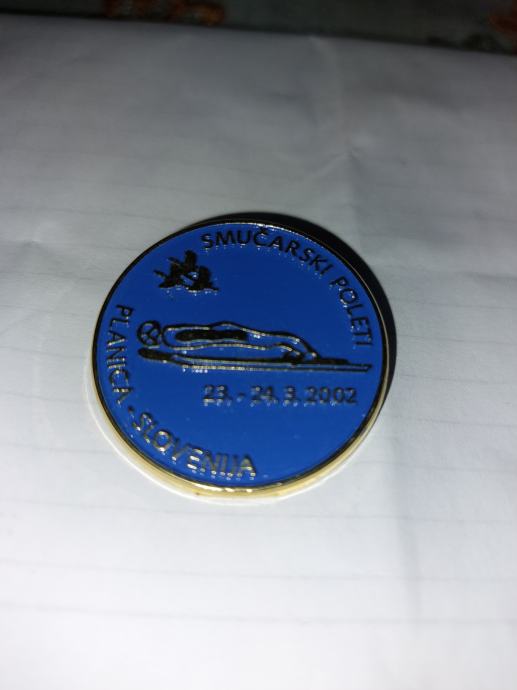 SMUČARSKI POLETI
23. - 24. 3. 2002
PLANICA - SLOVENIJA